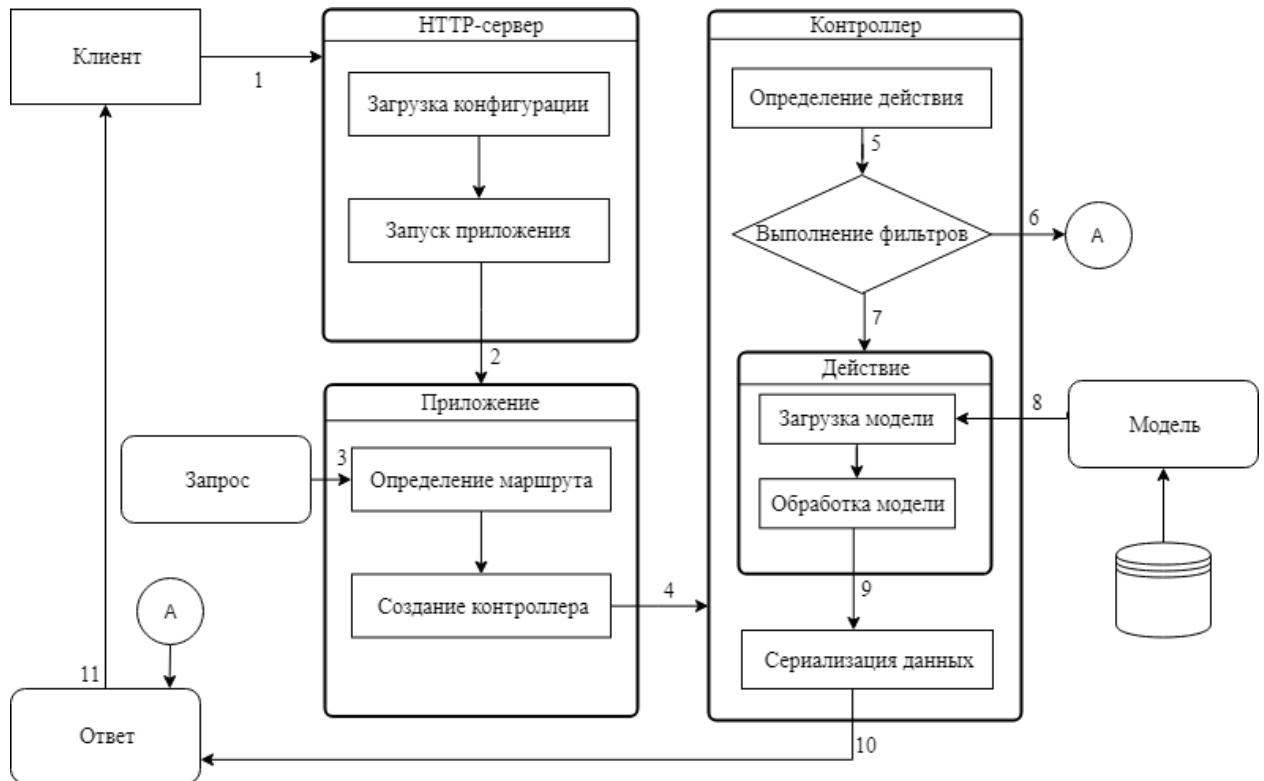 Клиент
1
HTTP-сервер
Загрузка конфигурации
Запуск приложения
2
Приложение
Запрос
3
Определение маршрута
Создание контроллера
4
Контроллер
Определение действия
5
Выполнение фильтров
6
A
7
Действие
Загрузка модели
8
Модель
Обработка модели
9
Сериализация данных
10
A
11
Ответ